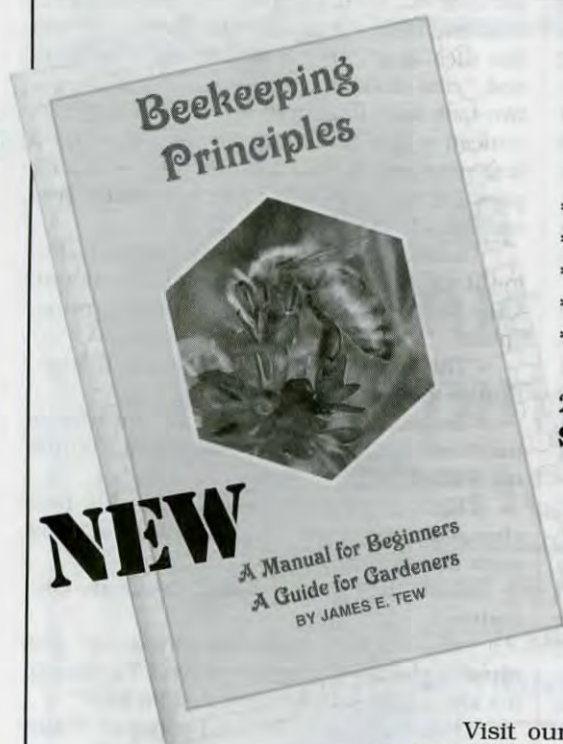 Beekeeping
Principles
*
*
*
*
*
NEW
A Manual for Beginners
A Guide for Gardeners
BY JAMES E. TEW
Visit our